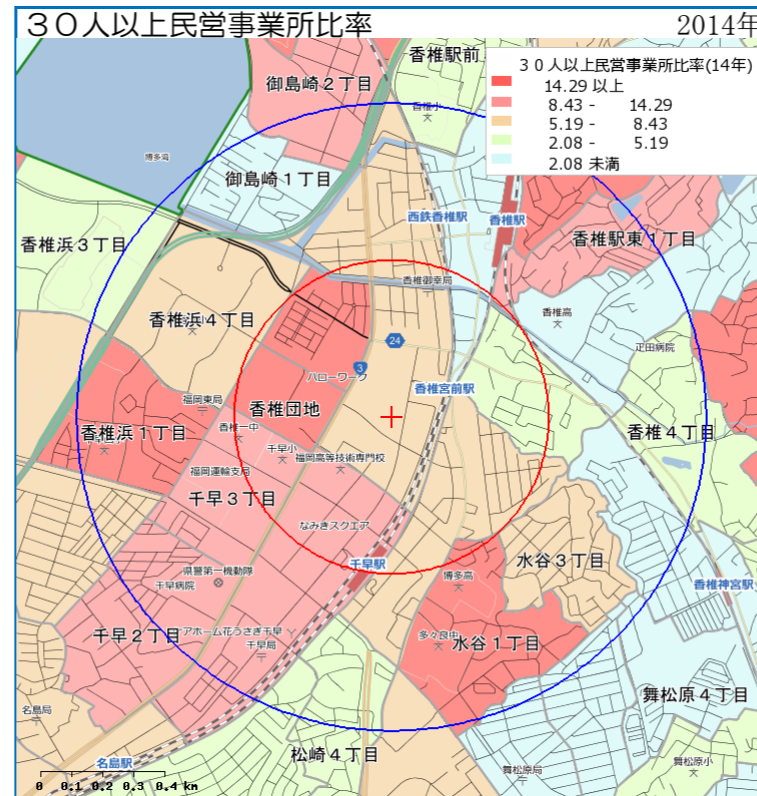 ３０人以上民営事業所比率
2014年
３０人以上民営事業所比率(14年)
14.29 以上
8.43 - 14.29
5.19 - 8.43
2.08 - 5.19
2.08 未満
香椎駅前
御島崎２丁目
香椎小
博多湾
御島崎１丁目
西鉄香椎駅
香椎駅
香椎浜３丁目
香椎駅東１丁目
香椎御幸局
香椎高
香椎浜４丁目
24
疋田病院
3
ハローワーク
香椎宮前駅
福岡東局
香椎団地
香椎浜１丁目
香椎一中
香椎４丁目
千早小
福岡高等技術専門校
福岡運輸支局
千早３丁目
なみきスクエア
水谷３丁目
千早駅
県警第一機動隊
千早病院
博多高
香椎神宮駅
千早２丁目
アホーム花うさぎ千早
千早局
多々良中
水谷１丁目
舞松原４丁目
名島局
松崎４丁目
名島駅
舞松原局
舞松原小
0 0.1 0.2 0.3 0.4 km